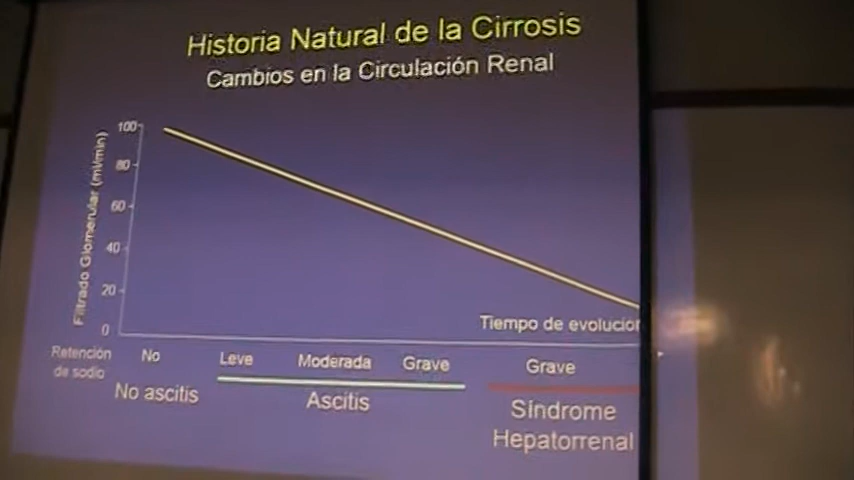 Historia Natural de la Cirrosis
Cambios en la Circulación Renal
Filtrado Glomerular (ml/min)
100
80
60
40
20
0
Tiempo de evolucion
Retención de sodio
No
Leve
Moderada
Grave
Grave
No ascitis
Ascitis
Síndrome
Hepatorrenal